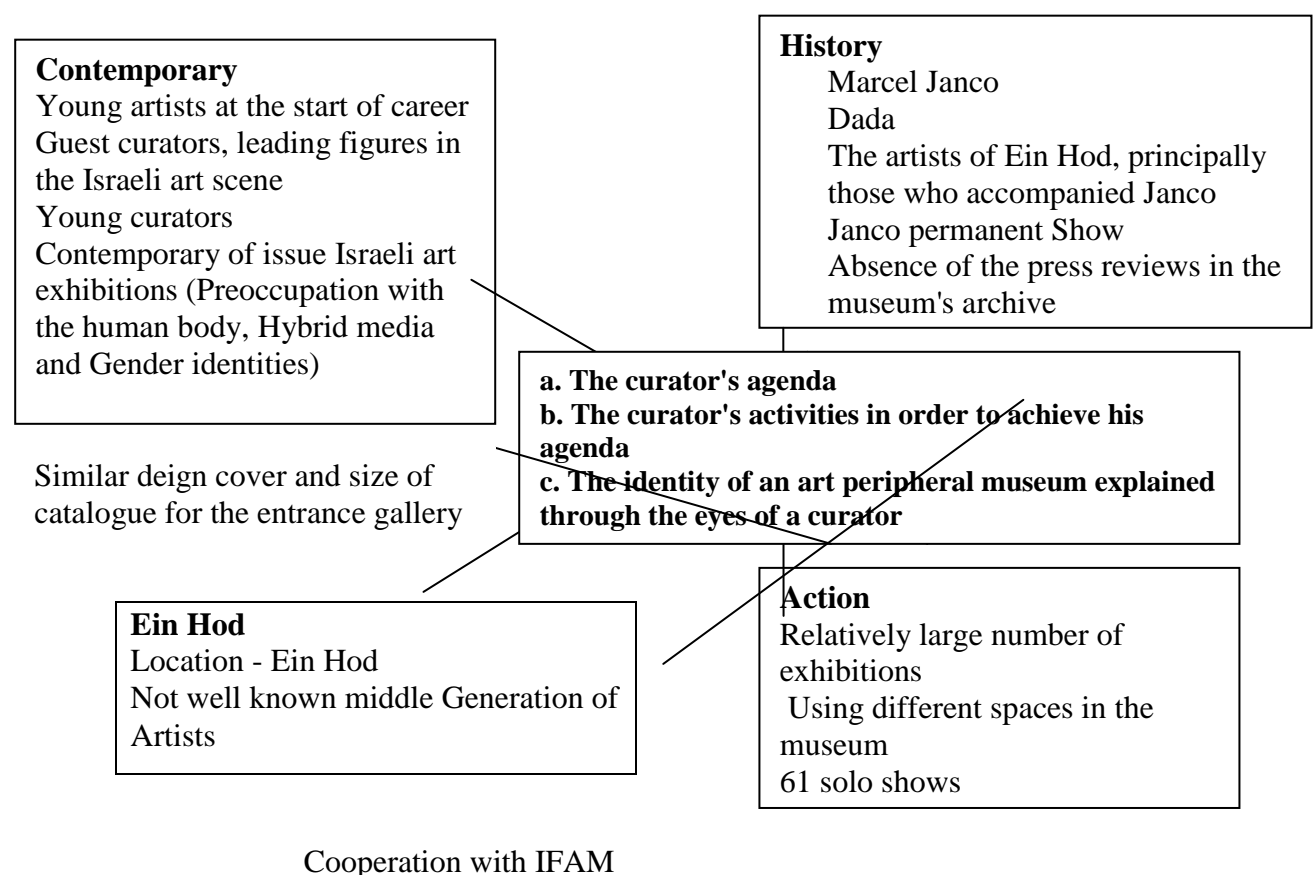 Contemporary
Young artists at the start of career
Guest curators, leading figures in
the Israeli art scene
Young curators
Contemporary of issue Israeli art
exhibitions (Preoccupation with
the human body, Hybrid media
and Gender identities)
History
Marcel Janco
Dada
The artists of Ein Hod, principally
those who accompanied Janco
Janco permanent Show
Absence of the press reviews in the
museum's archive
a. The curator's agenda
b. The curator's activities in order to achieve his
agenda
c. The identity of an art peripheral museum explained
through the eyes of a curator
Similar deign cover and size of
catalogue for the entrance gallery
Ein Hod
Location - Ein Hod
Not well known middle Generation of
Artists
Action
Relatively large number of
exhibitions
Using different spaces in the
museum
61 solo shows
Cooperation with IFAM